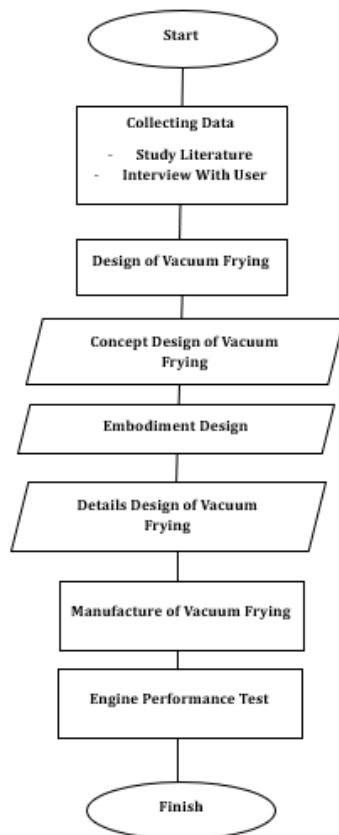 Start
Collecting Data
- Study Literature
- Interview With User
Design of Vacuum Frying
Concept Design of Vacuum
Frying
Embodiment Design
Details Design of Vacuum
Frying
Manufacture of Vacuum Frying
Engine Performance Test
Finish